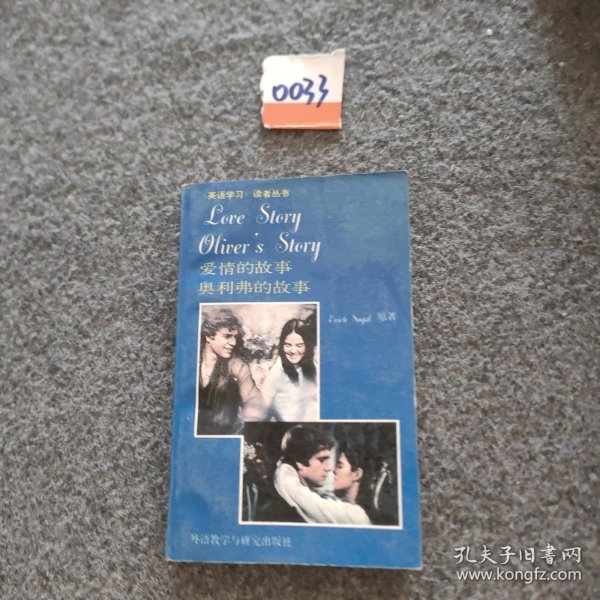 0033
《英语学习》读者丛书
Love Story
Oliver's Story
爱情的故事
奥利弗的故事
Erich Segal 原著
外语教学与研究出版社
孔夫子旧书网
www.kongfz.com